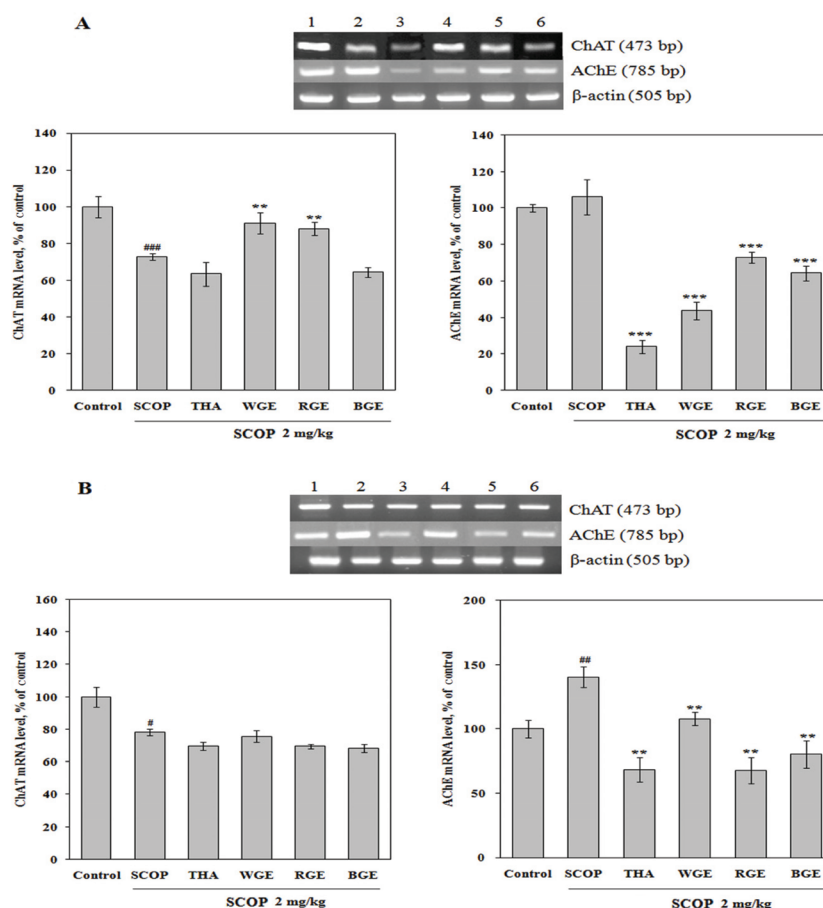 A
1 2 3 4 5 6
ChAT (473 bp)
AChE (785 bp)
β-actin (505 bp)
ChAT mRNA level, % of control
140
120
100
80
60
40
20
0
###
**
**
Control SCOP THA WGE RGE BGE
SCOP 2 mg/kg
AChE mRNA level, % of control
140
120
100
80
60
40
20
0
***
***
***
***
Contol SCOP THA WGE RGE BGE
SCOP 2 mg/kg
B
1 2 3 4 5 6
ChAT (473 bp)
AChE (785 bp)
β-actin (505 bp)
ChAT mRNA level, % of control
160
140
120
100
80
60
40
20
0
#
Control SCOP THA WGE RGE BGE
SCOP 2 mg/kg
AChE mRNA level, % of control
200
150
100
50
0
##
**
**
**
**
Control SCOP THA WGE RGE BGE
SCOP 2 mg/kg